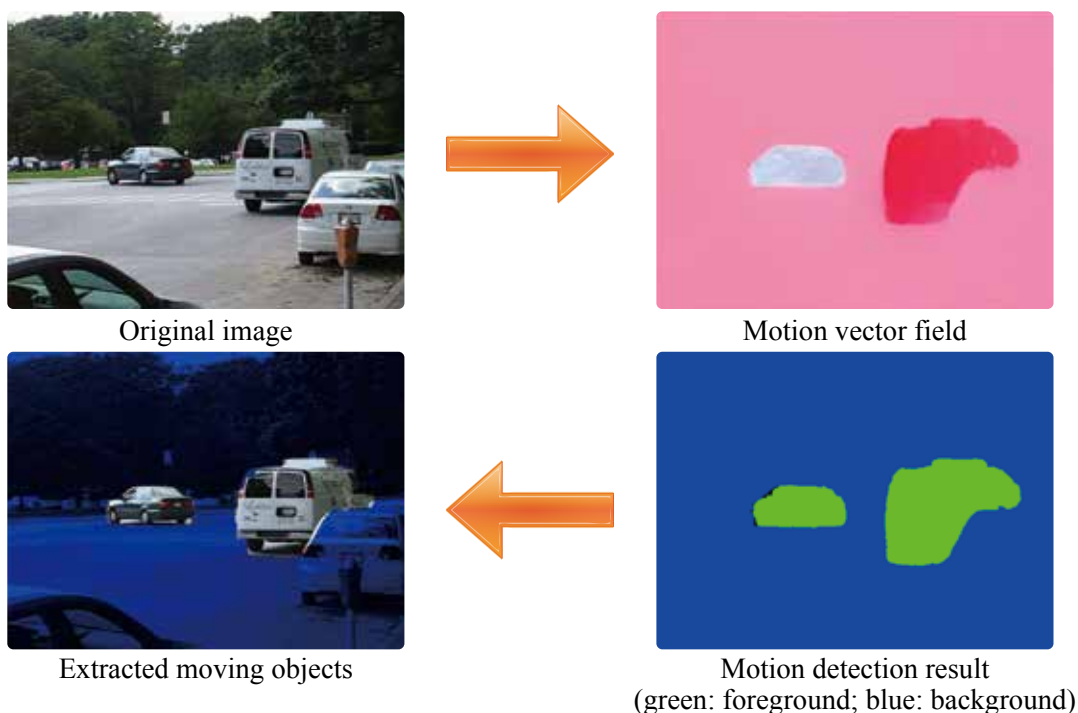 Original image
Motion vector field
Extracted moving objects
Motion detection result
(green: foreground; blue: background)